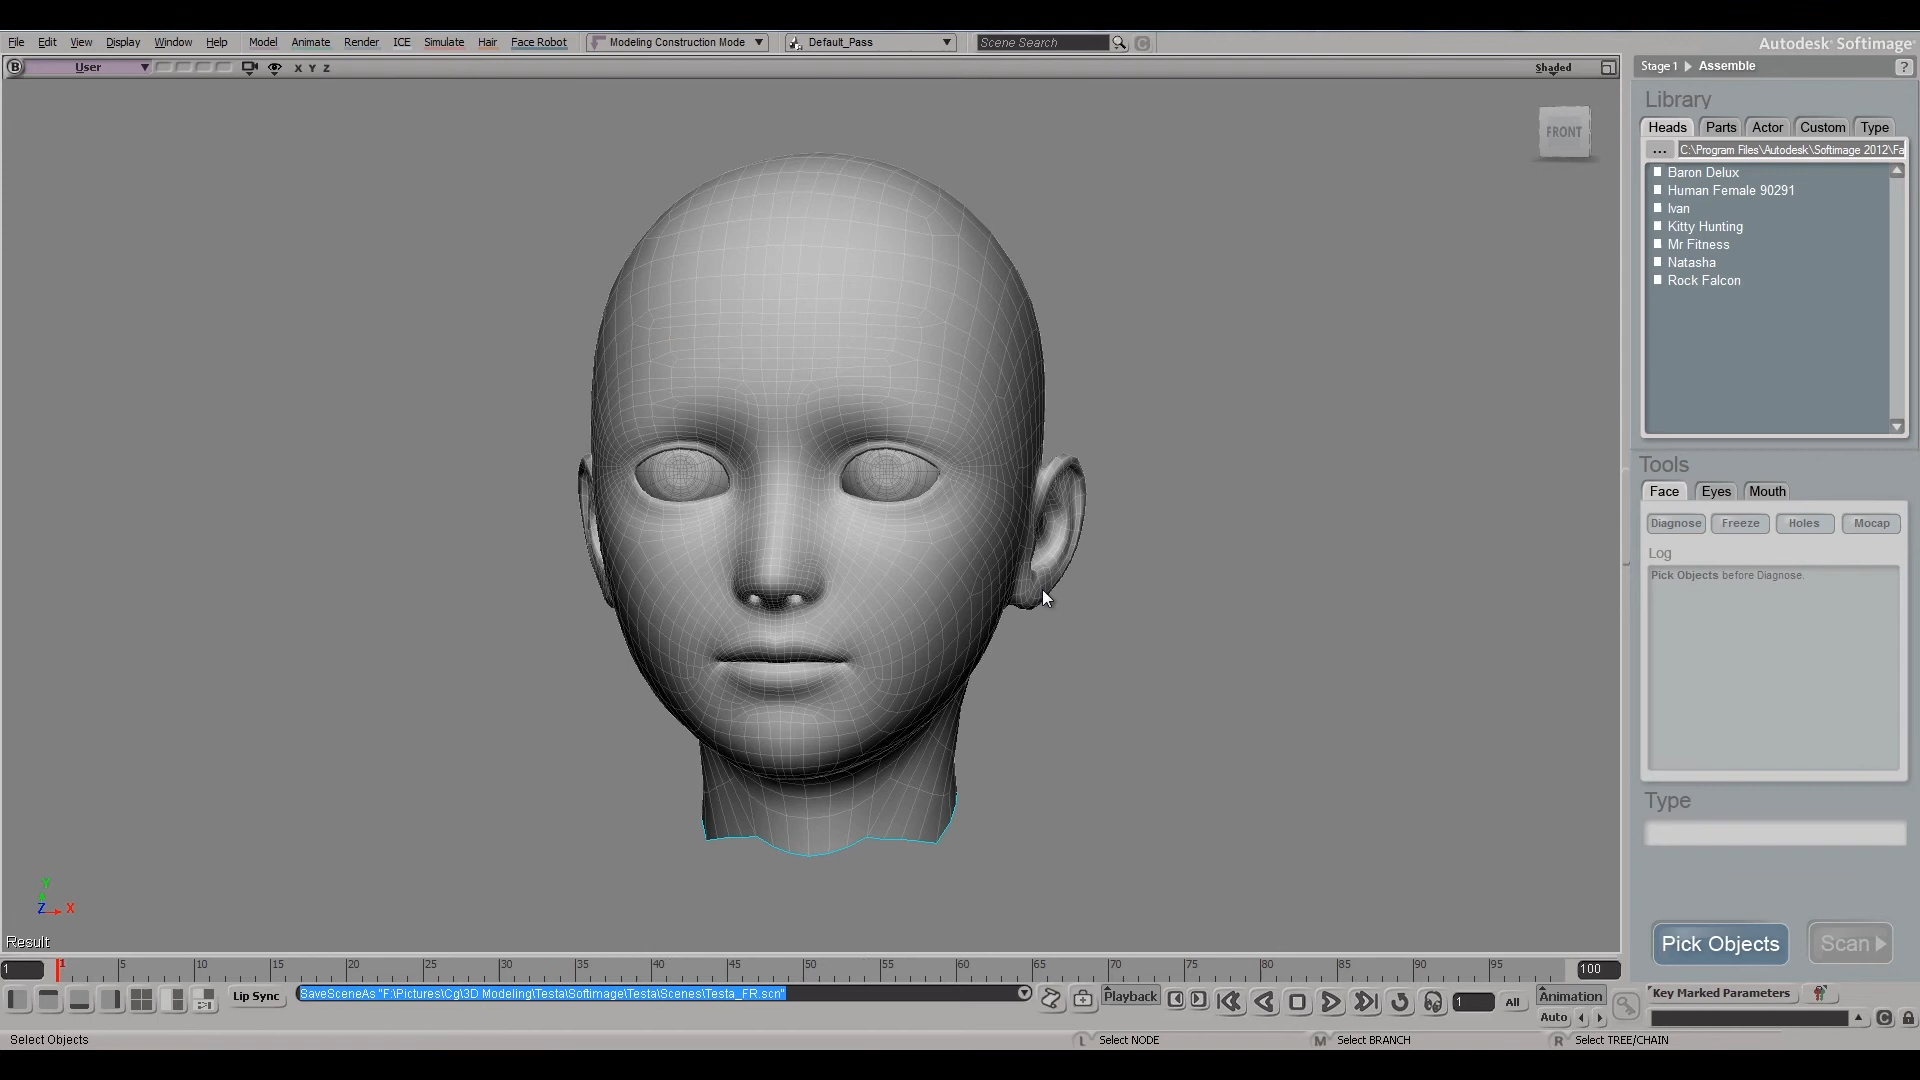 File Edit View Display Window Help Model Animate Render ICE Simulate Hair Face Robot Modeling Construction Mode Default_Pass Scene Search C Autodesk Softimage
B User X Y Z Shaded Stage 1 Assemble ?
Library
FRONT
Heads Parts Actor Custom Type
... C:\Program Files\Autodesk\Softimage 2012\Fa
Baron Delux
Human Female 90291
Ivan
Kitty Hunting
Mr Fitness
Natasha
Rock Falcon
Tools
Face Eyes Mouth
Diagnose Freeze Holes Mocap
Log
Pick Objects before Diagnose.
Type
Y
Z X
Pick Objects Scan
Result
1 1 5 10 15 20 25 30 35 40 45 50 55 60 65 70 75 80 85 90 95 100
Lip Sync SaveSceneAs "F:\Pictures\Cg\3D Modeling\Testa\Softimage\Testa\Scenes\Testa_FR.scn" Playback 1 All Animation Key Marked Parameters
Auto C
Select Objects L Select NODE M Select BRANCH R Select TREE/CHAIN